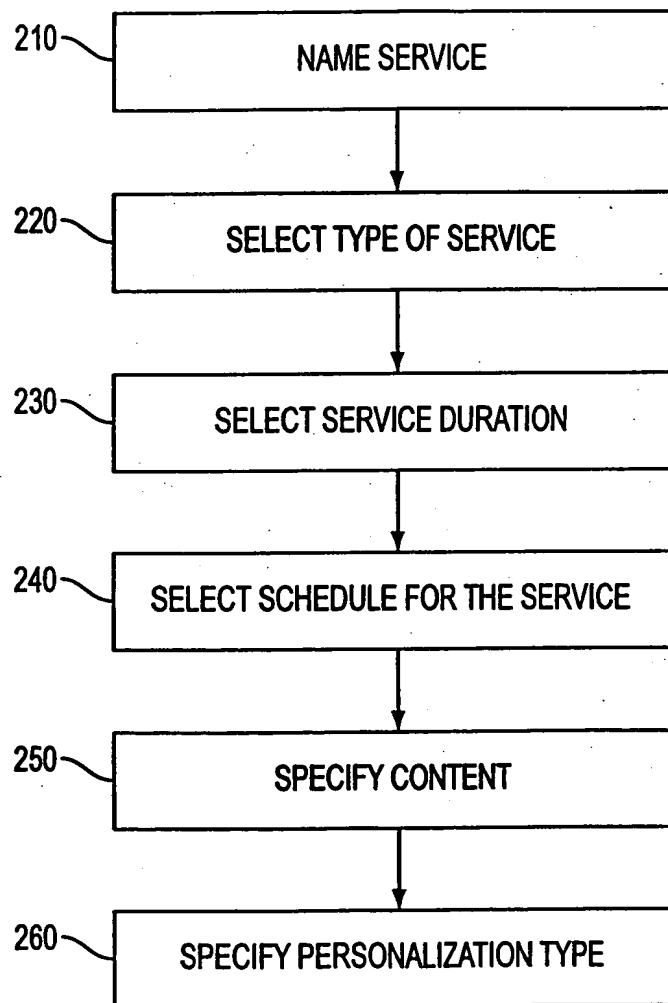 210
NAME SERVICE
220
SELECT TYPE OF SERVICE
230
SELECT SERVICE DURATION
240
SELECT SCHEDULE FOR THE SERVICE
250
SPECIFY CONTENT
260
SPECIFY PERSONALIZATION TYPE